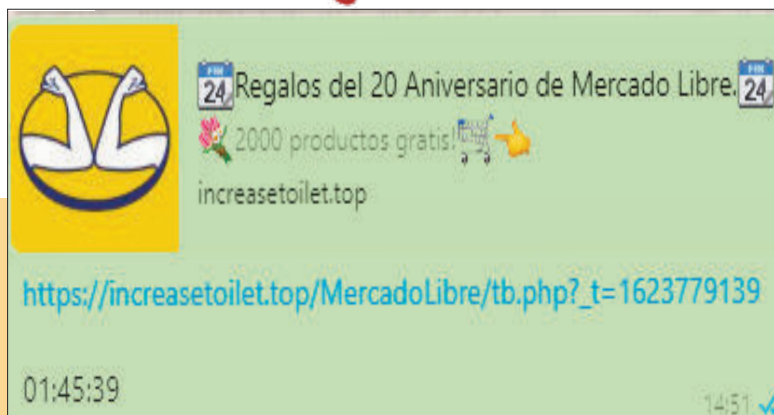 Regalos del 20 Aniversario de Mercado Libre.
2000 productos gratis!
increasetoilet.top
https://increasetoilet.top/MercadoLibre/tb.php?_t=1623779139
01:45:39
14:51